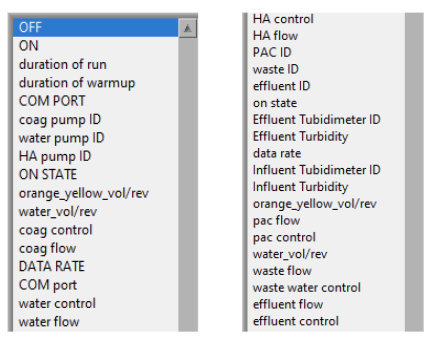 OFF
ON
duration of run
duration of warmup
COM PORT
coag pump ID
water pump ID
HA pump ID
ON STATE
orange_yellow_vol/rev
water_vol/rev
coag control
coag flow
DATA RATE
COM port
water control
water flow
HA control
HA flow
PAC ID
waste ID
effluent ID
on state
Effluent Tubidimeter ID
Effluent Turbidity
data rate
Influent Tubidimeter ID
Influent Turbidity
orange_yellow_vol/rev
pac flow
pac control
water_vol/rev
waste flow
waste water control
effluent flow
effluent control